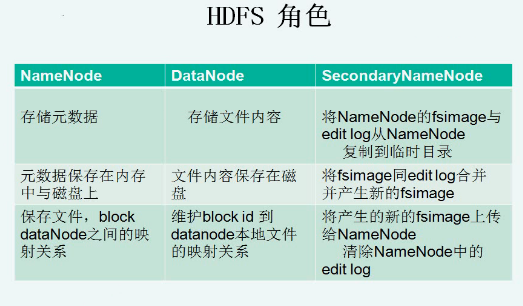 HDFS 角色
NameNode
DataNode
SecondaryNameNode
存储元数据
存储文件内容
将NameNode的fsimage与
edit log从NameNode
复制到临时目录
元数据保存在内存
中与磁盘上
文件内容保存在磁
盘
将fsimage同edit log合并
并产生新的fsimage
保存文件，block
dataNode之间的映
射关系
维护block id 到
datanode本地文件
的映射关系
将产生的新的fsimage上传
给NameNode
清除NameNode中的
edit log